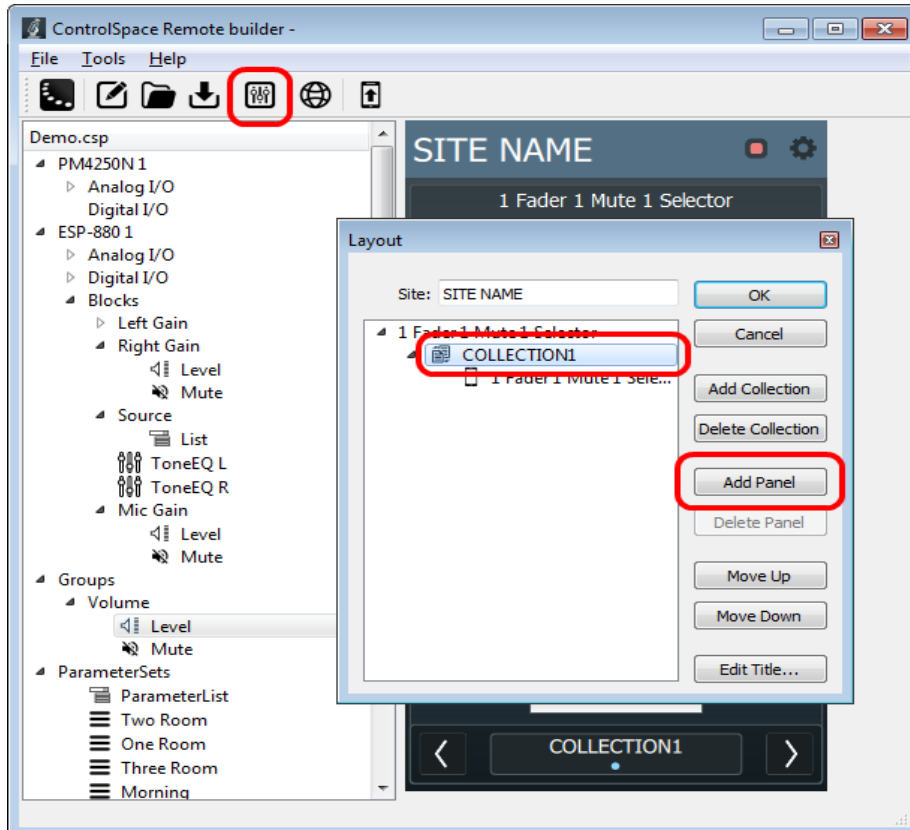 ControlSpace Remote builder -
File Tools Help
Demo.csp
PM4250N 1
Analog I/O
Digital I/O
ESP-880 1
Analog I/O
Digital I/O
Blocks
Left Gain
Right Gain
Level
Mute
Source
List
ToneEQ L
ToneEQ R
Mic Gain
Level
Mute
Groups
Volume
Level
Mute
ParameterSets
ParameterList
Two Room
One Room
Three Room
Morning
SITE NAME
1 Fader 1 Mute 1 Selector
Layout
Site: SITE NAME
1 Fader 1 Mute 1 Selector
COLLECTION1
1 Fader 1 Mute 1 Sele...
OK
Cancel
Add Collection
Delete Collection
Add Panel
Delete Panel
Move Up
Move Down
Edit Title...
COLLECTION1